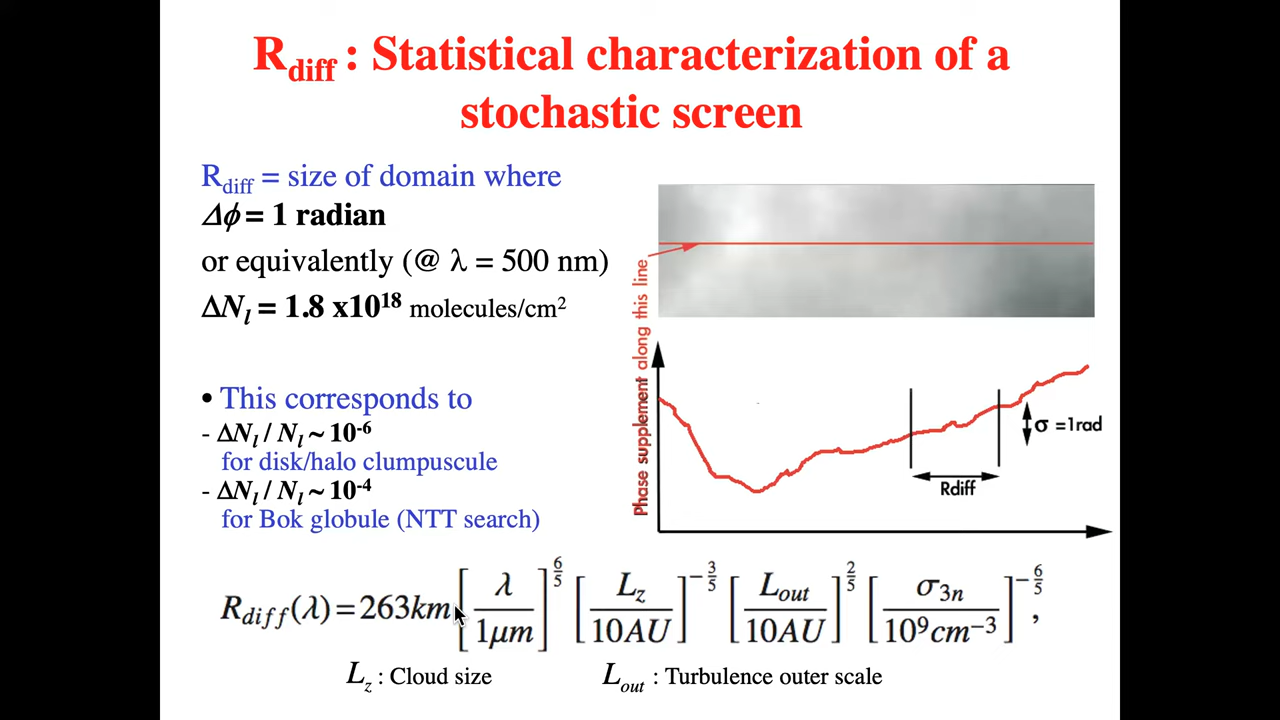 R_diff : Statistical characterization of a
stochastic screen
R_diff = size of domain where
Δϕ = 1 radian
or equivalently (@ λ = 500 nm)
ΔN_l = 1.8 x10^18 molecules/cm^2
• This corresponds to
- ΔN_l / N_l ~ 10^-6
for disk/halo clumpuscule
- ΔN_l / N_l ~ 10^-4
for Bok globule (NTT search)
Phase supplement along this line
σ =1rad
Rdiff
R_diff(λ) = 263km [λ/1μm]^{6/5} [L_z/10AU]^{-3/5} [L_out/10AU]^{2/5} [σ_3n/10^9cm^-3]^{-6/5},
L_z : Cloud size
L_out : Turbulence outer scale